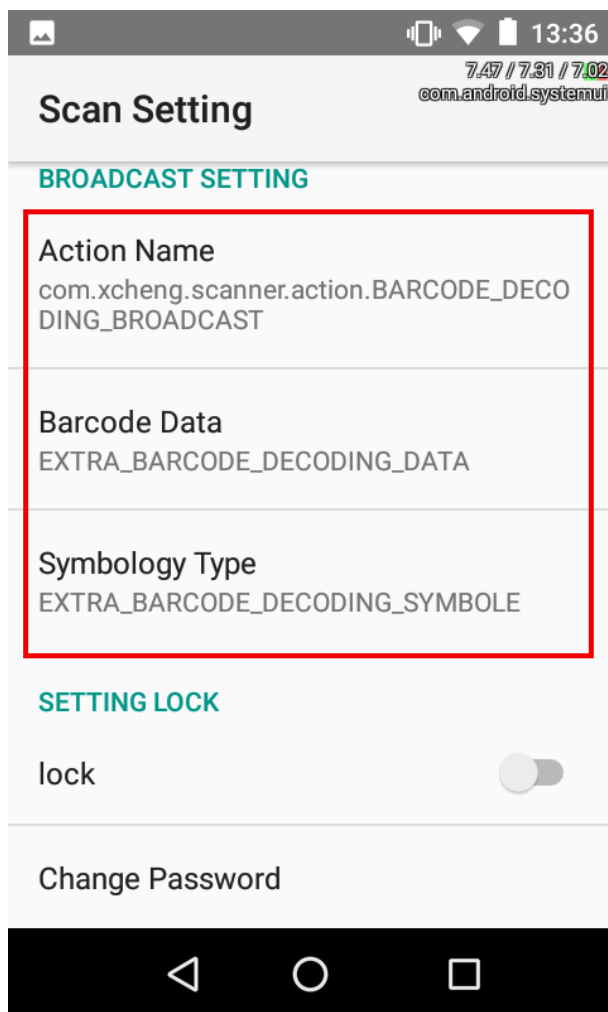 13:36
7.47 / 7.31 / 7.02
com.android.systemui
Scan Setting
BROADCAST SETTING
Action Name
com.xcheng.scanner.action.BARCODE_DECO
DING_BROADCAST
Barcode Data
EXTRA_BARCODE_DECODING_DATA
Symbology Type
EXTRA_BARCODE_DECODING_SYMBOLE
SETTING LOCK
lock
Change Password